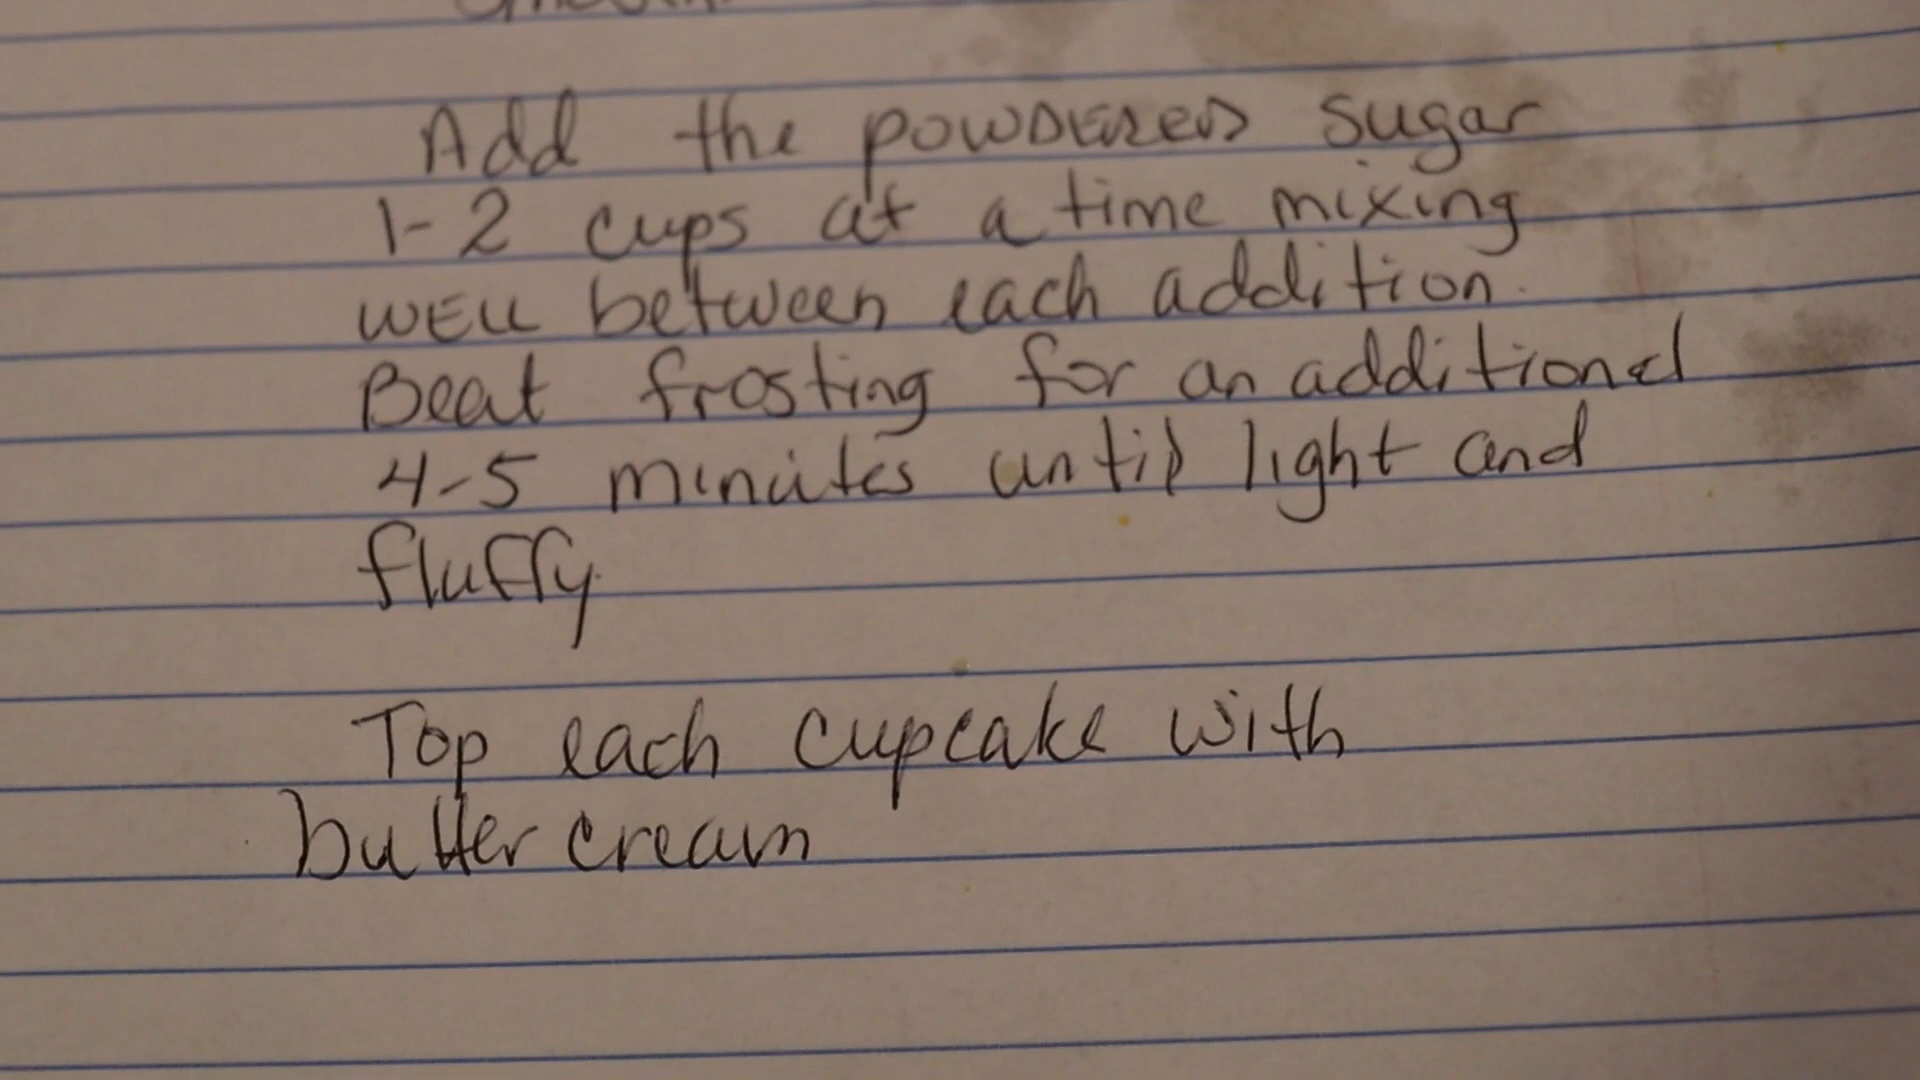 Add the powDERED sugar
1-2 cups at a time mixing
WELL between each addition.
Beat frosting for an additional
4-5 minutes until light and
fluffy.
Top each cupcake with
butter cream